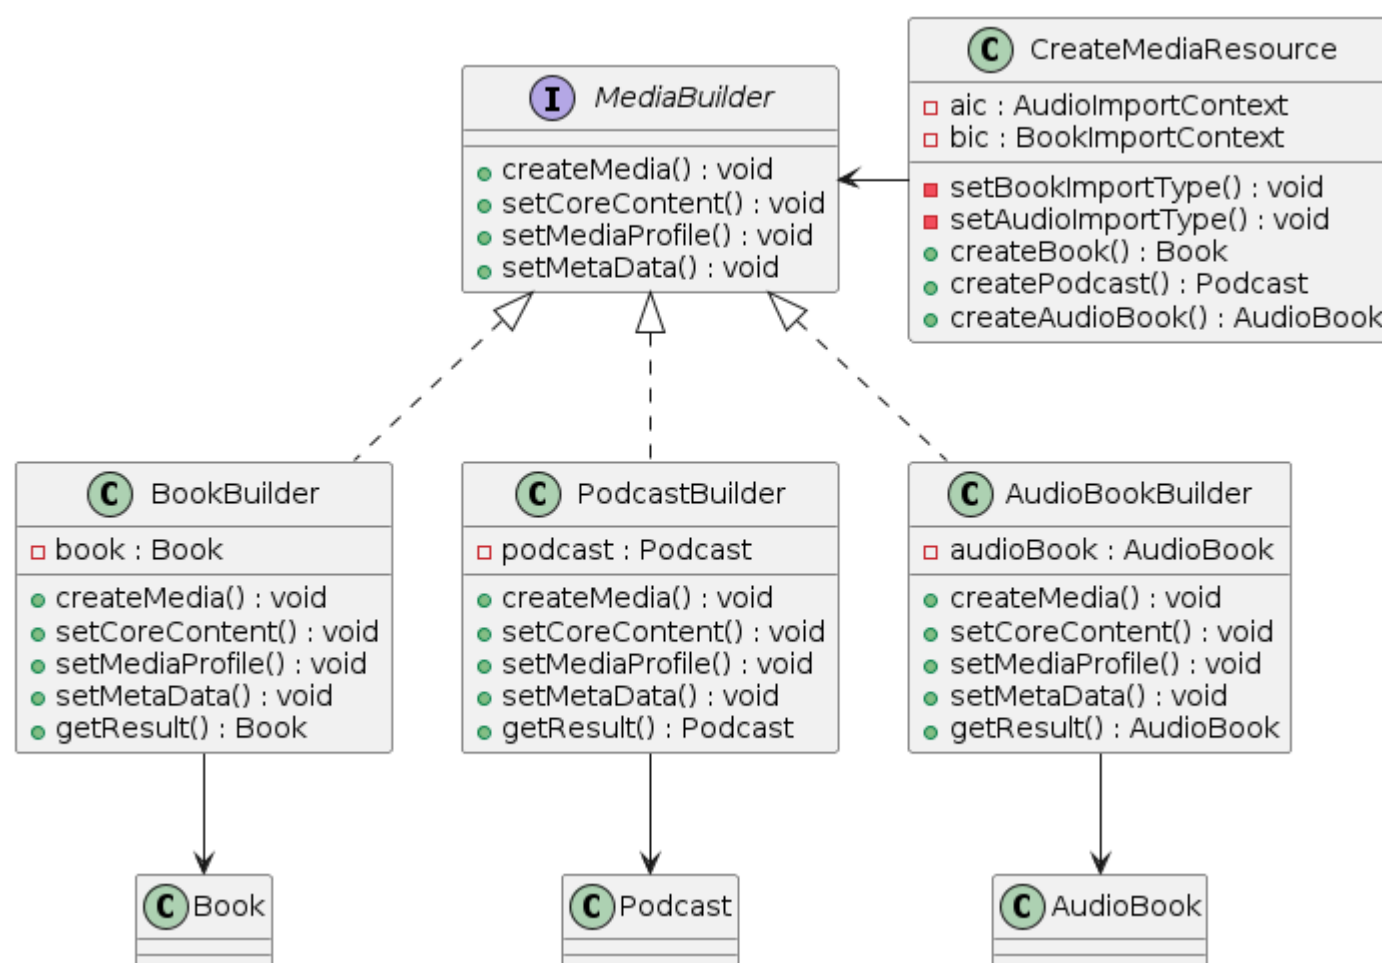 I MediaBuilder
createMedia() : void
setCoreContent() : void
setMediaProfile() : void
setMetaData() : void
C CreateMediaResource
aic : AudioImportContext
bic : BookImportContext
setBookImportType() : void
setAudioImportType() : void
createBook() : Book
createPodcast() : Podcast
createAudioBook() : AudioBook
C BookBuilder
book : Book
createMedia() : void
setCoreContent() : void
setMediaProfile() : void
setMetaData() : void
getResult() : Book
C PodcastBuilder
podcast : Podcast
createMedia() : void
setCoreContent() : void
setMediaProfile() : void
setMetaData() : void
getResult() : Podcast
C AudioBookBuilder
audioBook : AudioBook
createMedia() : void
setCoreContent() : void
setMediaProfile() : void
setMetaData() : void
getResult() : AudioBook
C Book
C Podcast
C AudioBook